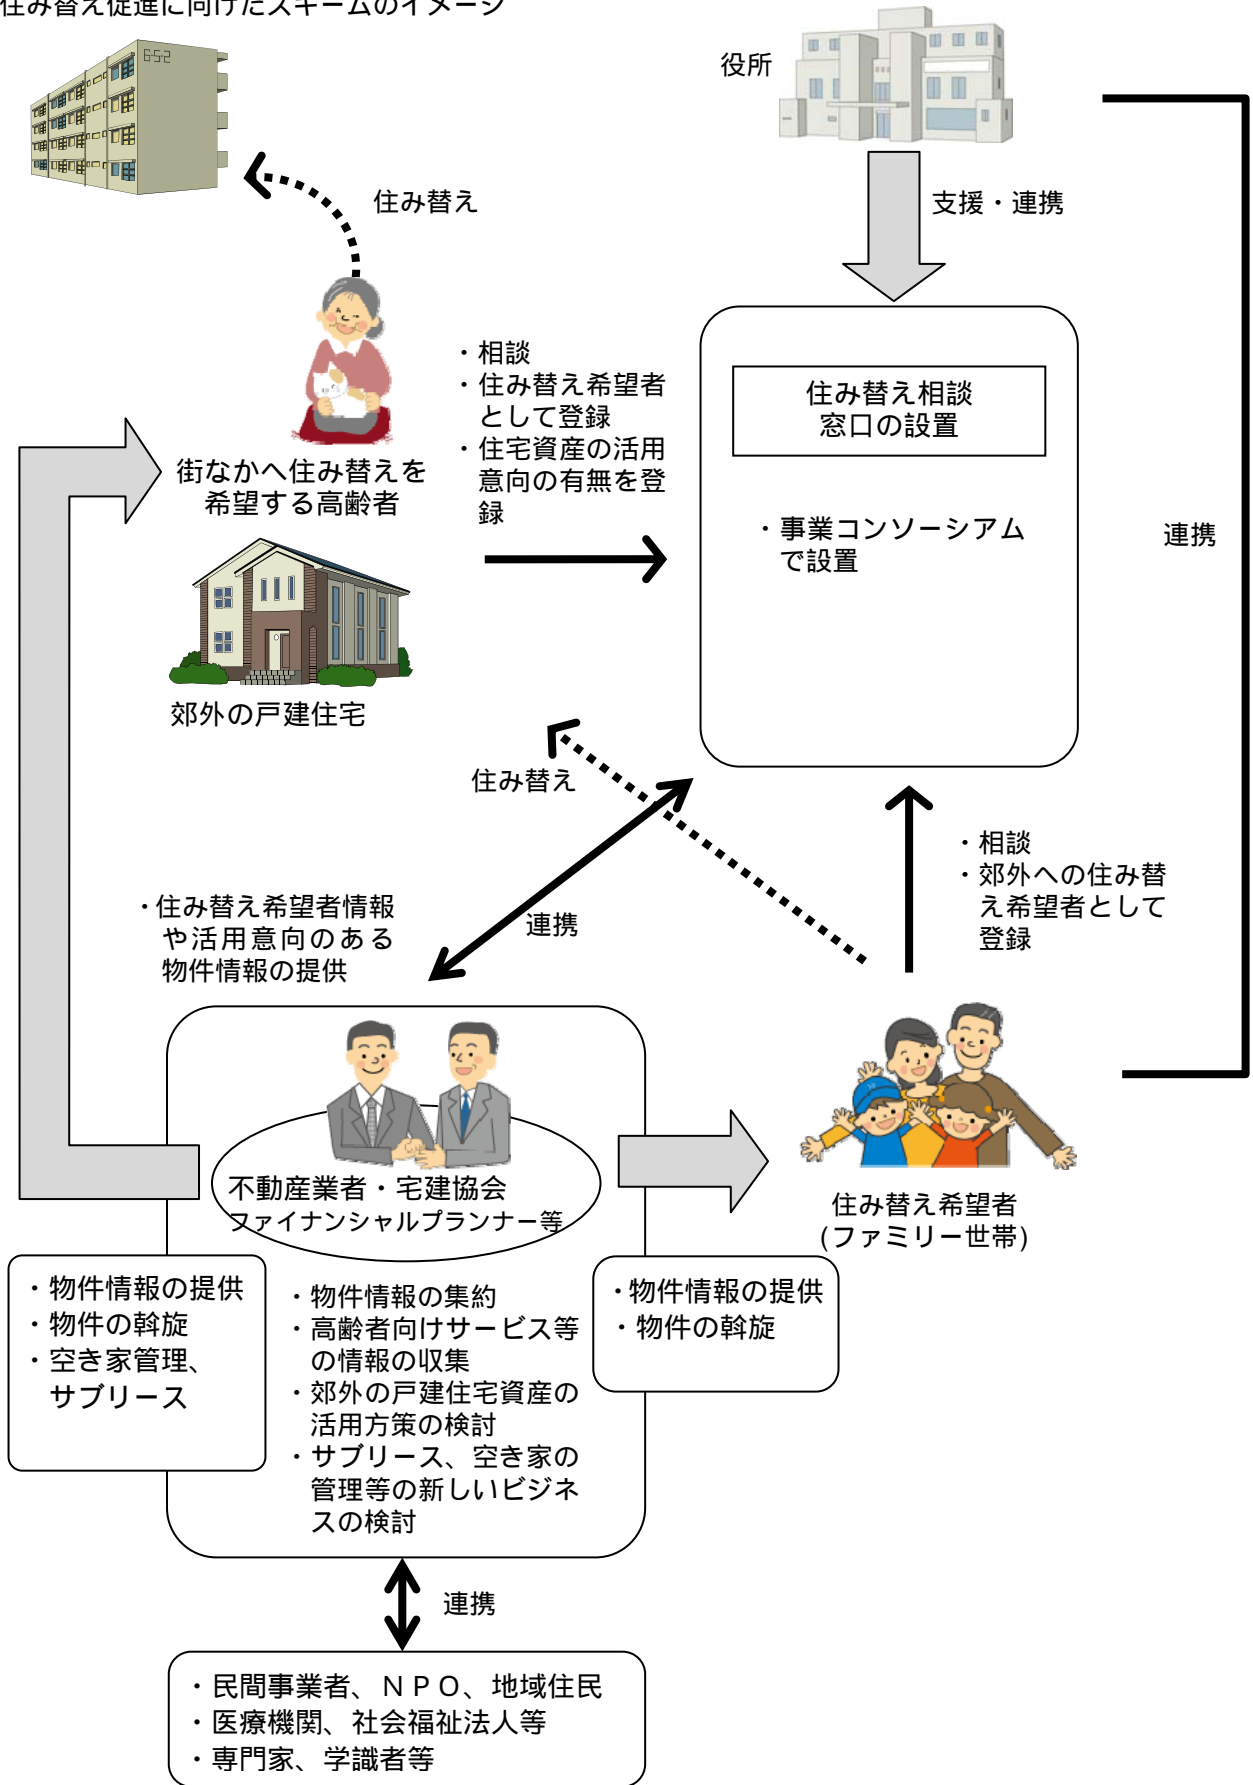 住み替え促進に向けたスキームのイメージ
6-5-2
役所
住み替え
支援・連携
・相談
・住み替え希望者
として登録
・住宅資産の活用
意向の有無を登
録
住み替え相談
窓口の設置
・事業コンソーシアム
で設置
連携
街なかへ住み替えを
希望する高齢者
郊外の戸建住宅
住み替え
・相談
・郊外への住み替
え希望者として
登録
・住み替え希望者情報
や活用意向のある
物件情報の提供
連携
不動産業者・宅建協会
ファイナンシャルプランナー等
住み替え希望者
(ファミリー世帯)
・物件情報の提供
・物件の斡旋
・空き家管理、
サブリース
・物件情報の集約
・高齢者向けサービス等
の情報の収集
・郊外の戸建住宅資産の
活用方策の検討
・サブリース、空き家の
管理等の新しいビジネ
スの検討
・物件情報の提供
・物件の斡旋
連携
・民間事業者、ＮＰＯ、地域住民
・医療機関、社会福祉法人等
・専門家、学識者等